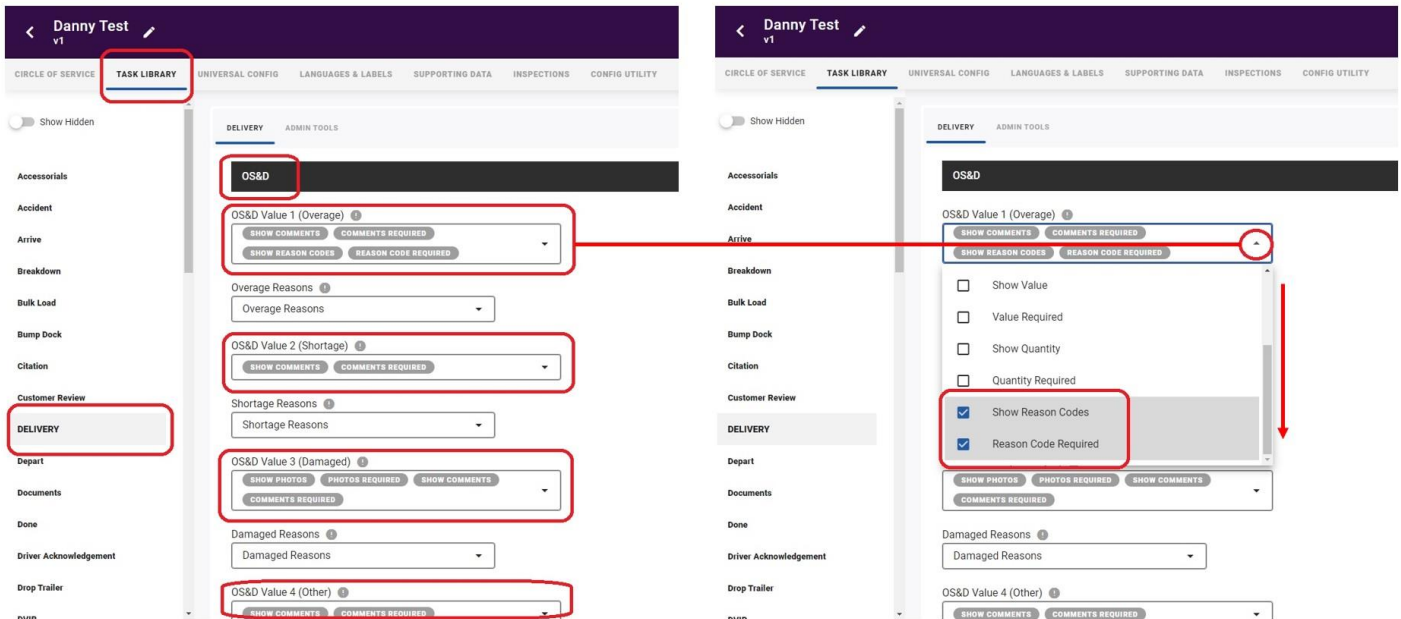 Danny Test
v1
CIRCLE OF SERVICE
TASK LIBRARY
UNIVERSAL CONFIG
LANGUAGES & LABELS
SUPPORTING DATA
INSPECTIONS
CONFIG UTILITY
Show Hidden
Accessorials
Accident
Arrive
Breakdown
Bulk Load
Bump Dock
Citation
Customer Review
DELIVERY
Depart
Documents
Done
Driver Acknowledgement
Drop Trailer
DVIR
DELIVERY
ADMIN TOOLS
OS&D
OS&D Value 1 (Overage)
SHOW COMMENTS COMMENTS REQUIRED
SHOW REASON CODES REASON CODE REQUIRED
Overage Reasons
Overage Reasons
OS&D Value 2 (Shortage)
SHOW COMMENTS COMMENTS REQUIRED
Shortage Reasons
Shortage Reasons
OS&D Value 3 (Damaged)
SHOW PHOTOS PHOTOS REQUIRED SHOW COMMENTS
COMMENTS REQUIRED
Damaged Reasons
Damaged Reasons
OS&D Value 4 (Other)
SHOW COMMENTS COMMENTS REQUIRED
Danny Test
v1
CIRCLE OF SERVICE
TASK LIBRARY
UNIVERSAL CONFIG
LANGUAGES & LABELS
SUPPORTING DATA
INSPECTIONS
CONFIG UTILITY
Show Hidden
Accessorials
Accident
Arrive
Breakdown
Bulk Load
Bump Dock
Citation
Customer Review
DELIVERY
Depart
Documents
Done
Driver Acknowledgement
Drop Trailer
DVIR
DELIVERY
ADMIN TOOLS
OS&D
OS&D Value 1 (Overage)
SHOW COMMENTS COMMENTS REQUIRED
SHOW REASON CODES REASON CODE REQUIRED
Show Value
Value Required
Show Quantity
Quantity Required
Show Reason Codes
Reason Code Required
SHOW PHOTOS PHOTOS REQUIRED SHOW COMMENTS
COMMENTS REQUIRED
Damaged Reasons
Damaged Reasons
OS&D Value 4 (Other)
SHOW COMMENTS COMMENTS REQUIRED